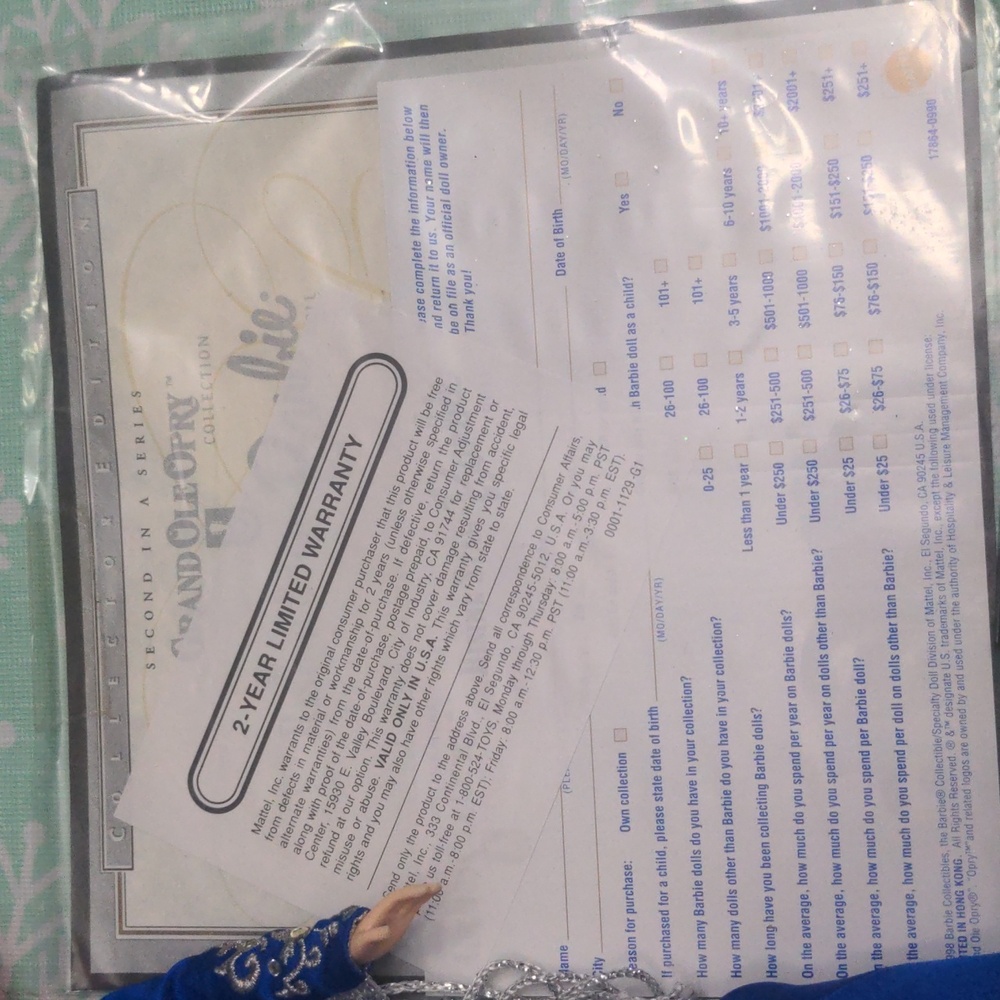 COLLECTOR EDITION
SECOND IN A SERIES
GRAND OLE OPRY™
COLLECTION
2-YEAR LIMITED WARRANTY
Mattel, Inc. warrants to the original consumer purchaser that this product will be free
from defects in material or workmanship for 2 years (unless otherwise specified in
alternate warranties) from the date-of-purchase. If defective, return the product
along with proof of the date-of-purchase, postage prepaid, to Consumer Adjustment
Center, 15930 E. Valley Boulevard, City of Industry, CA 91744 for replacement or
refund at our option. This warranty does not cover damage resulting from accident,
misuse or abuse. VALID ONLY IN U.S.A. This warranty gives you specific legal
rights and you may also have other rights which vary from state to state.
Send only the product to the address above. Send all correspondence to Consumer Affairs,
tel, Inc., 333 Continental Blvd., El Segundo, CA 90245-5012, U.S.A. Or you may
us toll-free at 1-800-524-TOYS, Monday through Thursday: 8:00 a.m.-5:00 p.m. PST
(11:00 a.m.-8:00 p.m. EST); Friday: 8:00 a.m.-12:30 p.m. PST (11:00 a.m.-3:30 p.m. EST).
0001-1129-G1
ase complete the information below
nd return it to us. Your name will then
be on file as an official doll owner.
Thank you!
ame Date of Birth (MO/DAY/YR)
ity
eason for purchase: Own collection d
n Barbie doll as a child? Yes No
If purchased for a child, please state date of birth (MO/DAY/YR)
How many Barbie dolls do you have in your collection? 0-25 26-100 101+
How many dolls other than Barbie do you have in your collection? 26-100 101+
How long have you been collecting Barbie dolls? Less than 1 year 1-2 years 3-5 years 6-10 years 10+ years
On the average, how much do you spend per year on Barbie dolls? Under $250 $251-500 $501-1000 $1001-2000
On the average, how much do you spend per year on dolls other than Barbie? Under $250 $251-500 $501-1000 $1001-2000 $2001+
On the average, how much do you spend per Barbie doll? Under $25 $26-$75 $76-$150 $151-$250 $251+
n the average, how much do you spend per doll on dolls other than Barbie? Under $25 $26-$75 $76-$150 $251+
98 Barbie Collectibles, the Barbie® Collectible/Specialty Doll Division of Mattel, Inc., El Segundo, CA 90245 U.S.A.
TED IN HONG KONG. All Rights Reserved. ® &™ designate U.S. trademarks of Mattel, Inc., except the following used under license:
nd Ole Opry® "Opry™" and related logos are owned by and used under the authority of Hospitality & Leisure Management Company, Inc.
17864-0990